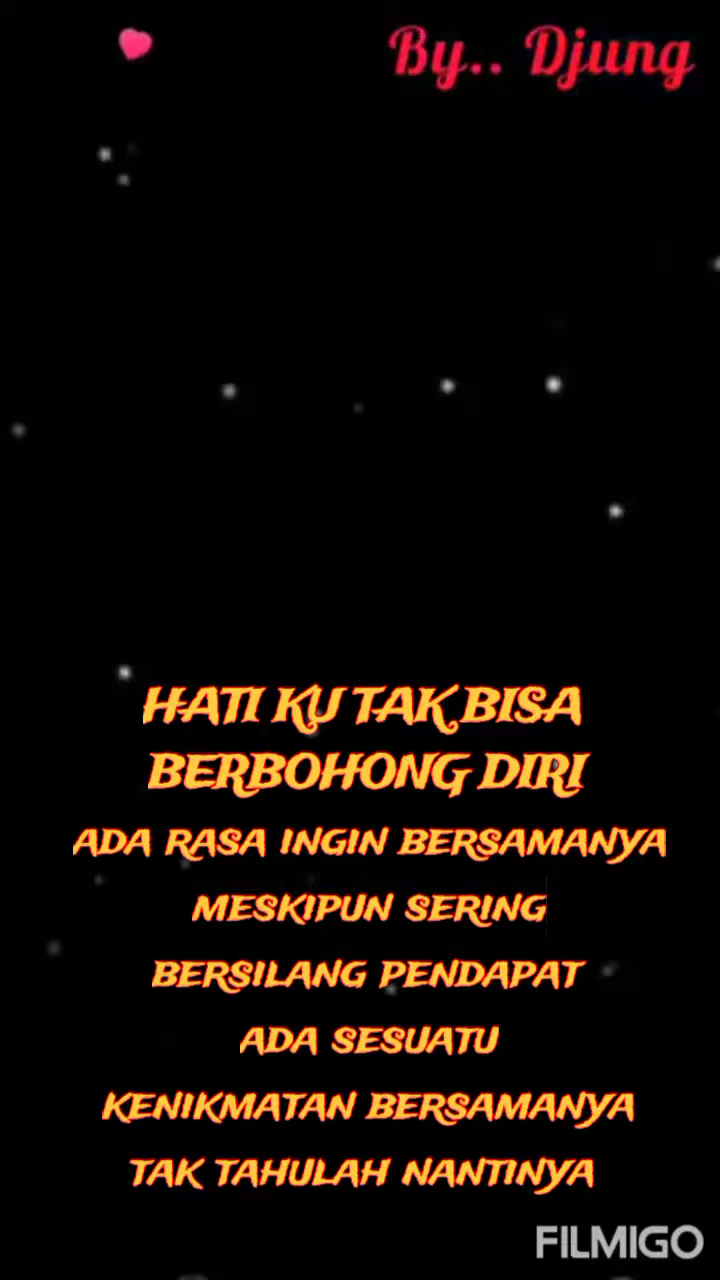 By.. Djung
HATI KU TAK BISA
BERBOHONG DIRI
ADA RASA INGIN BERSAMANYA
MESKIPUN SERING
BERSILANG PENDAPAT
ADA SESUATU
KENIKMATAN BERSAMANYA
TAK TAHULAH NANTINYA
FILMIGO